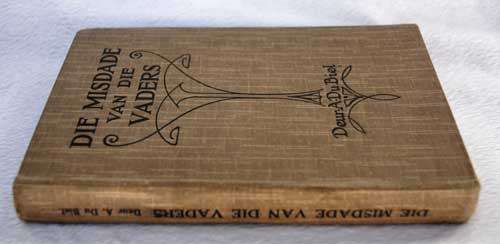 DIE MISDADE
VAN DIE
VADERS
Deur A. Du Biel
DIE MISDADE VAN DIE VADERS: Deur A. Du Biel